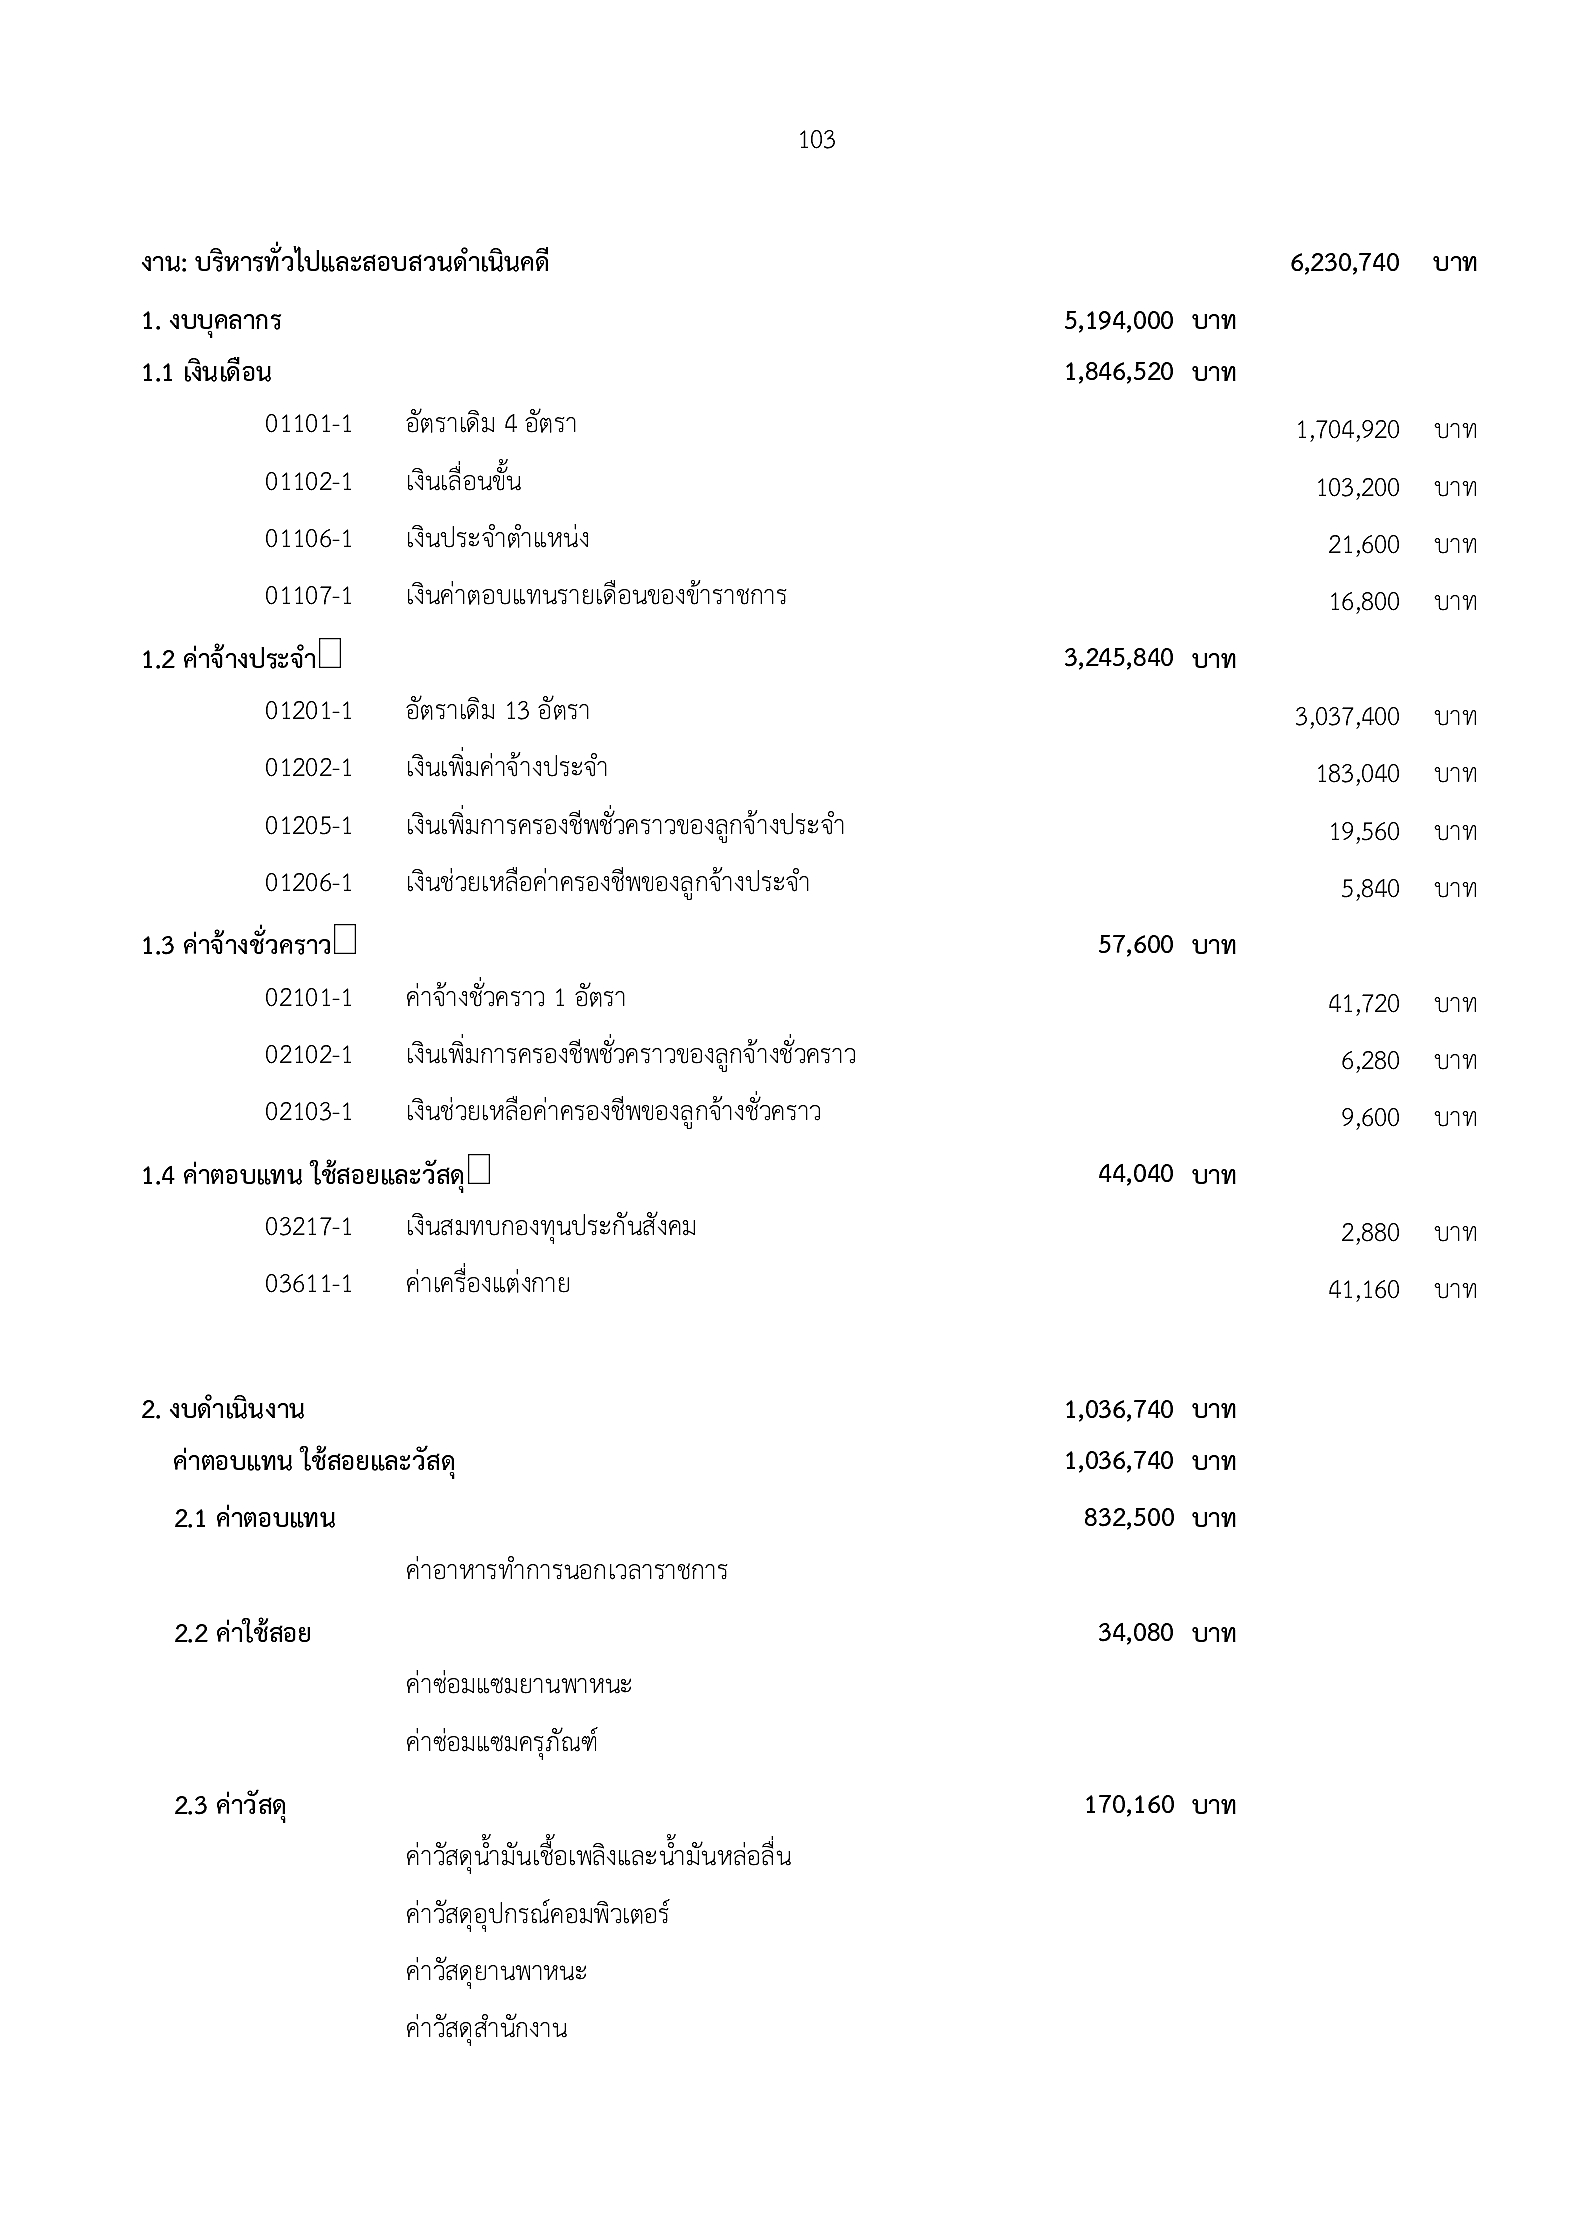 103
งาน: บริหารทั่วไปและสอบสวนดำเนินคดี 6,230,740 บาท
1. งบบุคลากร 5,194,000 บาท
1.1 เงินเดือน 1,846,520 บาท
01101-1 อัตราเดิม 4 อัตรา 1,704,920 บาท
01102-1 เงินเลื่อนขั้น 103,200 บาท
01106-1 เงินประจำตำแหน่ง 21,600 บาท
01107-1 เงินค่าตอบแทนรายเดือนของข้าราชการ 16,800 บาท
1.2 ค่าจ้างประจำ 3,245,840 บาท
01201-1 อัตราเดิม 13 อัตรา 3,037,400 บาท
01202-1 เงินเพิ่มค่าจ้างประจำ 183,040 บาท
01205-1 เงินเพิ่มการครองชีพชั่วคราวของลูกจ้างประจำ 19,560 บาท
01206-1 เงินช่วยเหลือค่าครองชีพของลูกจ้างประจำ 5,840 บาท
1.3 ค่าจ้างชั่วคราว 57,600 บาท
02101-1 ค่าจ้างชั่วคราว 1 อัตรา 41,720 บาท
02102-1 เงินเพิ่มการครองชีพชั่วคราวของลูกจ้างชั่วคราว 6,280 บาท
02103-1 เงินช่วยเหลือค่าครองชีพของลูกจ้างชั่วคราว 9,600 บาท
1.4 ค่าตอบแทน ใช้สอยและวัสดุ 44,040 บาท
03217-1 เงินสมทบกองทุนประกันสังคม 2,880 บาท
03611-1 ค่าเครื่องแต่งกาย 41,160 บาท
2. งบดำเนินงาน 1,036,740 บาท
ค่าตอบแทน ใช้สอยและวัสดุ 1,036,740 บาท
2.1 ค่าตอบแทน 832,500 บาท
ค่าอาหารทำการนอกเวลาราชการ
2.2 ค่าใช้สอย 34,080 บาท
ค่าซ่อมแซมยานพาหนะ
ค่าซ่อมแซมครุภัณฑ์
2.3 ค่าวัสดุ 170,160 บาท
ค่าวัสดุน้ำมันเชื้อเพลิงและน้ำมันหล่อลื่น
ค่าวัสดุอุปกรณ์คอมพิวเตอร์
ค่าวัสดุยานพาหนะ
ค่าวัสดุสำนักงาน